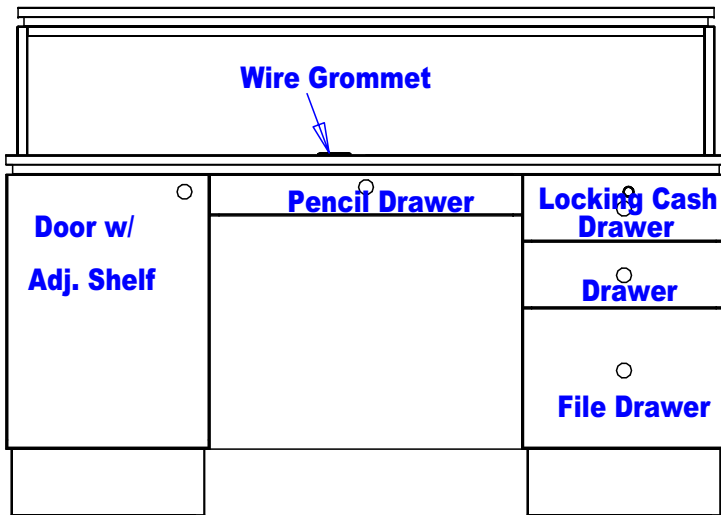 Wire Grommet
Door w/
Adj. Shelf
Pencil Drawer
Locking Cash
Drawer
Drawer
File Drawer